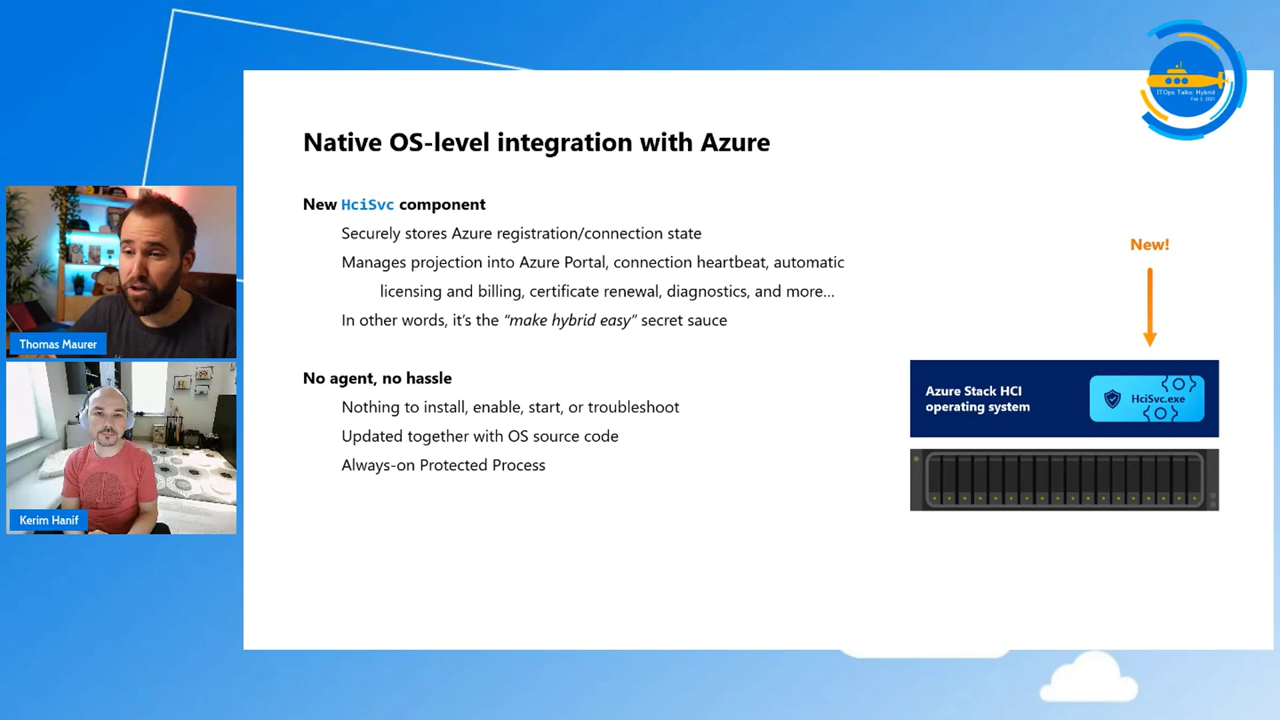 ITOps Talks: Hybrid
Feb 2, 2021
Native OS-level integration with Azure
New HciSvc component
Securely stores Azure registration/connection state
Manages projection into Azure Portal, connection heartbeat, automatic
licensing and billing, certificate renewal, diagnostics, and more...
In other words, it's the “make hybrid easy” secret sauce
No agent, no hassle
Nothing to install, enable, start, or troubleshoot
Updated together with OS source code
Always-on Protected Process
New!
Azure Stack HCI
operating system
HciSvc.exe
Thomas Maurer
Kerim Hanif